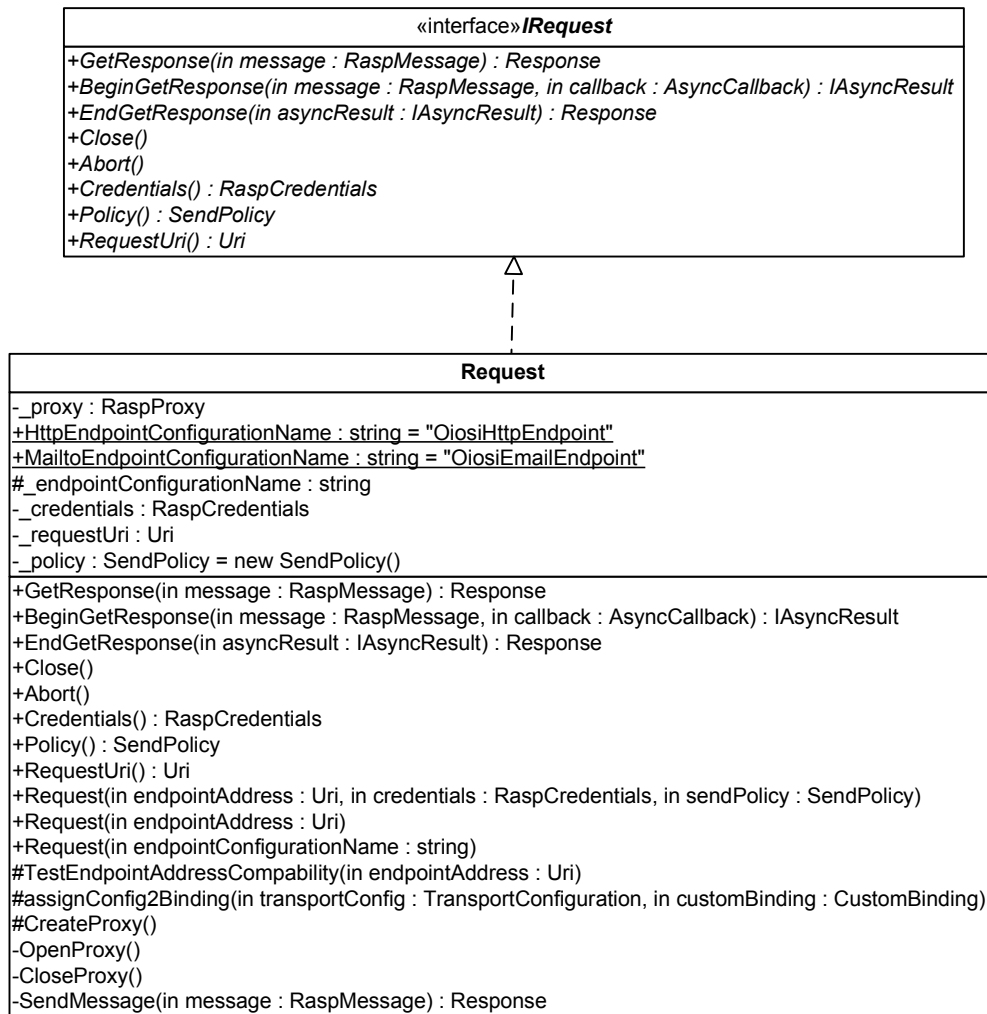 «interface»IRequest
+GetResponse(in message : RaspMessage) : Response
+BeginGetResponse(in message : RaspMessage, in callback : AsyncCallback) : IAsyncResult
+EndGetResponse(in asyncResult : IAsyncResult) : Response
+Close()
+Abort()
+Credentials() : RaspCredentials
+Policy() : SendPolicy
+RequestUri() : Uri
Request
-_proxy : RaspProxy
+HttpEndpointConfigurationName : string = "OiosiHttpEndpoint"
+MailtoEndpointConfigurationName : string = "OiosiEmailEndpoint"
#_endpointConfigurationName : string
-_credentials : RaspCredentials
-_requestUri : Uri
-_policy : SendPolicy = new SendPolicy()
+GetResponse(in message : RaspMessage) : Response
+BeginGetResponse(in message : RaspMessage, in callback : AsyncCallback) : IAsyncResult
+EndGetResponse(in asyncResult : IAsyncResult) : Response
+Close()
+Abort()
+Credentials() : RaspCredentials
+Policy() : SendPolicy
+RequestUri() : Uri
+Request(in endpointAddress : Uri, in credentials : RaspCredentials, in sendPolicy : SendPolicy)
+Request(in endpointAddress : Uri)
+Request(in endpointConfigurationName : string)
#TestEndpointAddressCompability(in endpointAddress : Uri)
#assignConfig2Binding(in transportConfig : TransportConfiguration, in customBinding : CustomBinding)
#CreateProxy()
-OpenProxy()
-CloseProxy()
-SendMessage(in message : RaspMessage) : Response